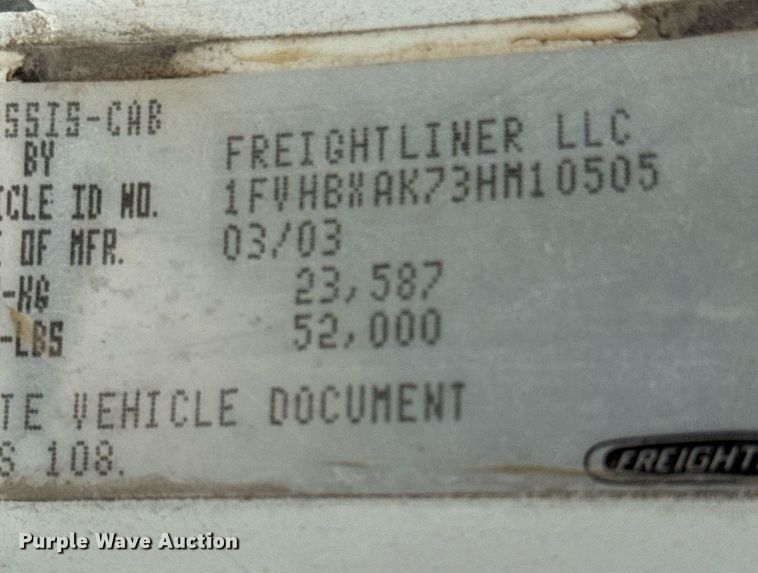 SSIS-CAB
BY FREIGHTLINER LLC
ICLE ID NO. 1FVHBXAK73HM10505
E OF MFR. 03/03
-KG 23,587
-LBS 52,000
TE VEHICLE DOCUMENT
S 108.
FREIGHT
Purple Wave Auction